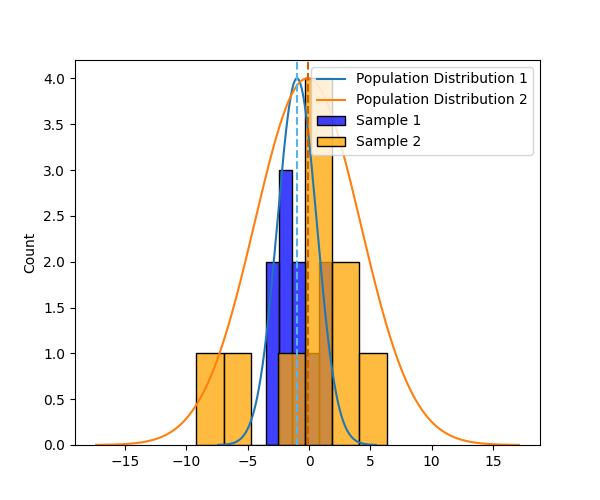 Population Distribution 1
Population Distribution 2
Sample 1
Sample 2
Count
4.0
3.5
3.0
2.5
2.0
1.5
1.0
0.5
0.0
−15 −10 −5 0 5 10 15